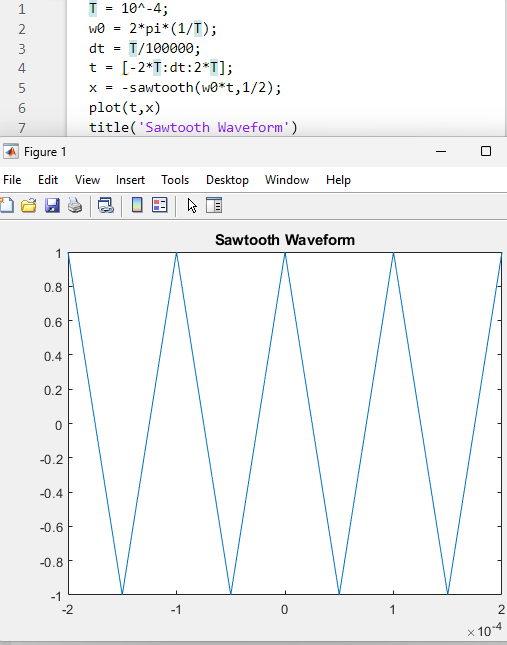 1 T = 10^-4;
2 w0 = 2*pi*(1/T);
3 dt = T/100000;
4 t = [-2*T:dt:2*T];
5 x = -sawtooth(w0*t,1/2);
6 plot(t,x)
7 title('Sawtooth Waveform')
Figure 1
File Edit View Insert Tools Desktop Window Help
Sawtooth Waveform
1
0.8
0.6
0.4
0.2
0
-0.2
-0.4
-0.6
-0.8
-1
-2 -1 0 1 2
×10-4